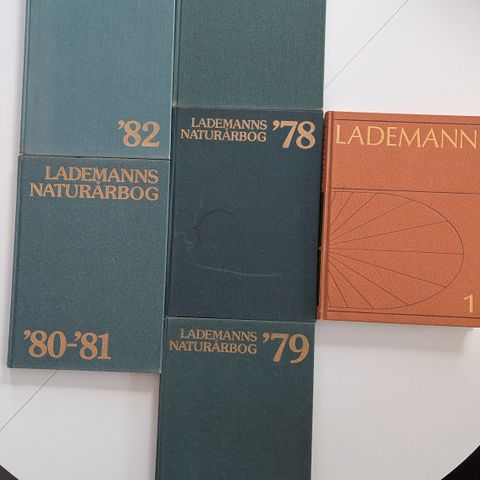 '82
LADEMANNS
NATURÅRBOG
'80-'81
LADEMANNS
NATURÅRBOG '78
LADEMANNS
NATURÅRBOG '79
LADEMANN
1